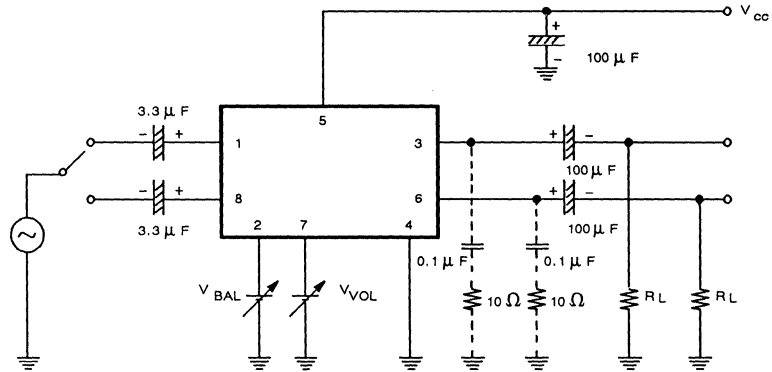 V CC
+
−
100 μ F
3.3 μ F
− +
5
+ −
1
3
100 μ F
− +
+ −
8
6
3.3 μ F
2
7
4
100 μ F
0.1 μ F
0.1 μ F
V BAL
V VOL
10 Ω
10 Ω
R L
R L